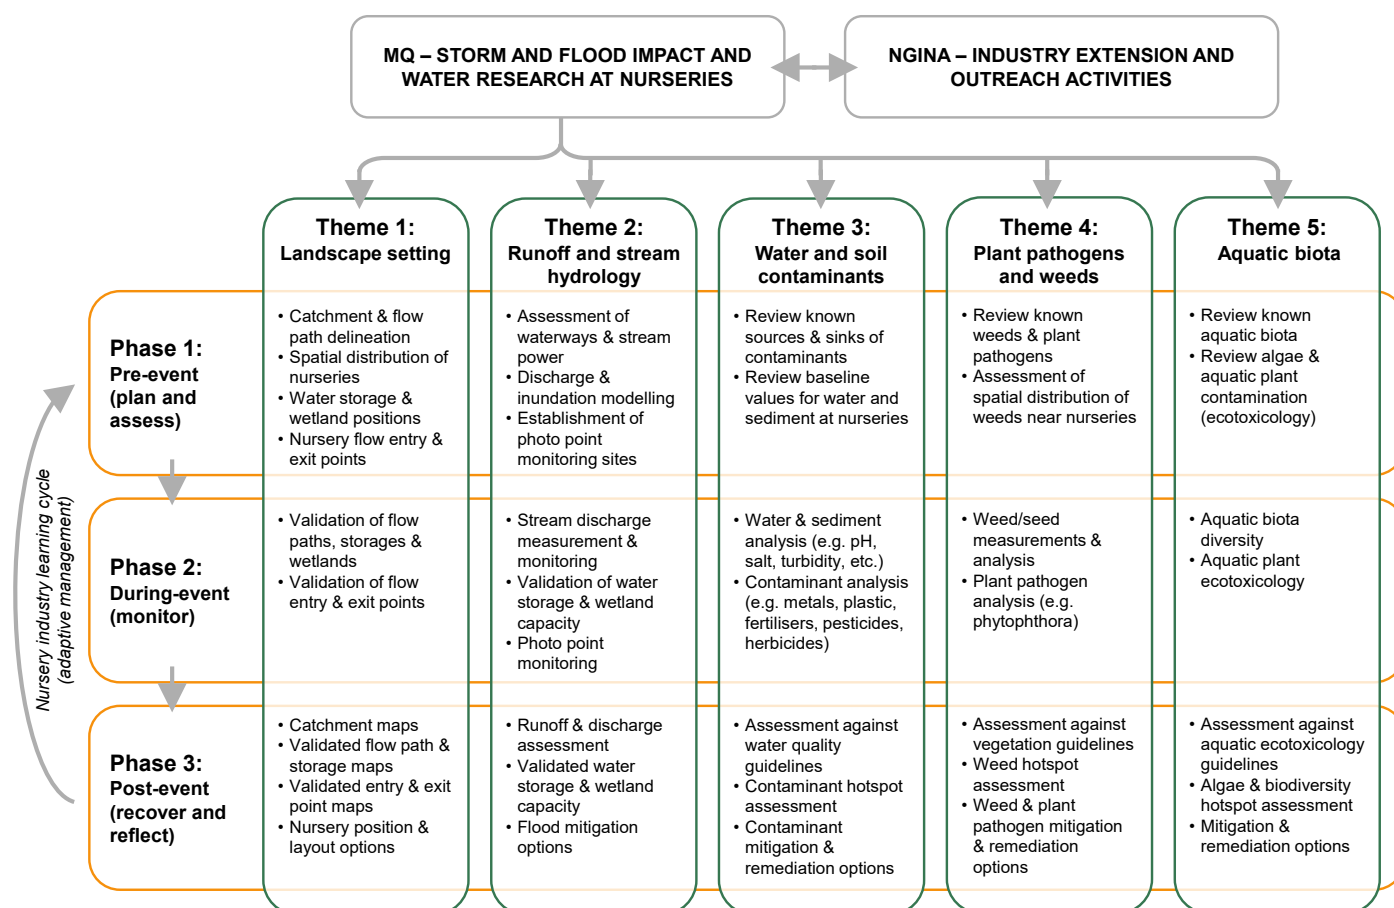 MQ – STORM AND FLOOD IMPACT AND
WATER RESEARCH AT NURSERIES
NGINA – INDUSTRY EXTENSION AND
OUTREACH ACTIVITIES
Theme 1:
Landscape setting
Theme 2:
Runoff and stream
hydrology
Theme 3:
Water and soil
contaminants
Theme 4:
Plant pathogens
and weeds
Theme 5:
Aquatic biota
Nursery industry learning cycle
(adaptive management)
Phase 1:
Pre-event
(plan and
assess)
• Catchment & flow
path delineation
• Spatial distribution of
nurseries
• Water storage &
wetland positions
• Nursery flow entry &
exit points
• Assessment of
waterways & stream
power
• Discharge &
inundation modelling
• Establishment of
photo point
monitoring sites
• Review known
sources & sinks of
contaminants
• Review baseline
values for water and
sediment at nurseries
• Review known
weeds & plant
pathogens
• Assessment of
spatial distribution of
weeds near nurseries
• Review known
aquatic biota
• Review algae &
aquatic plant
contamination
(ecotoxicology)
Phase 2:
During-event
(monitor)
• Validation of flow
paths, storages &
wetlands
• Validation of flow
entry & exit points
• Stream discharge
measurement &
monitoring
• Validation of water
storage & wetland
capacity
• Photo point
monitoring
• Water & sediment
analysis (e.g. pH,
salt, turbidity, etc.)
• Contaminant analysis
(e.g. metals, plastic,
fertilisers, pesticides,
herbicides)
• Weed/seed
measurements &
analysis
• Plant pathogen
analysis (e.g.
phytophthora)
• Aquatic biota
diversity
• Aquatic plant
ecotoxicology
Phase 3:
Post-event
(recover and
reflect)
• Catchment maps
• Validated flow path &
storage maps
• Validated entry & exit
point maps
• Nursery position &
layout options
• Runoff & discharge
assessment
• Validated water
storage & wetland
capacity
• Flood mitigation
options
• Assessment against
water quality
guidelines
• Contaminant hotspot
assessment
• Contaminant
mitigation &
remediation options
• Assessment against
vegetation guidelines
• Weed hotspot
assessment
• Weed & plant
pathogen mitigation
& remediation
options
• Assessment against
aquatic ecotoxicology
guidelines
• Algae & biodiversity
hotspot assessment
• Mitigation &
remediation options